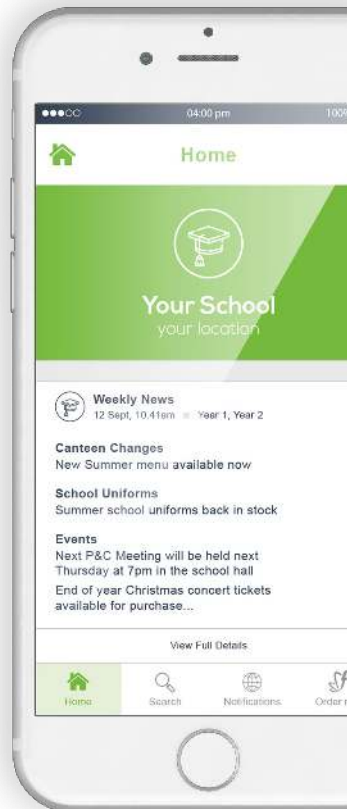 04:00 pm
100%
Home
Your School
your location
Weekly News
12 Sept, 10.41am Year 1, Year 2
Canteen Changes
New Summer menu available now
School Uniforms
Summer school uniforms back in stock
Events
Next P&C Meeting will be held next
Thursday at 7pm in the school hall
End of year Christmas concert tickets
available for purchase...
View Full Details
Home Search Notifications Order